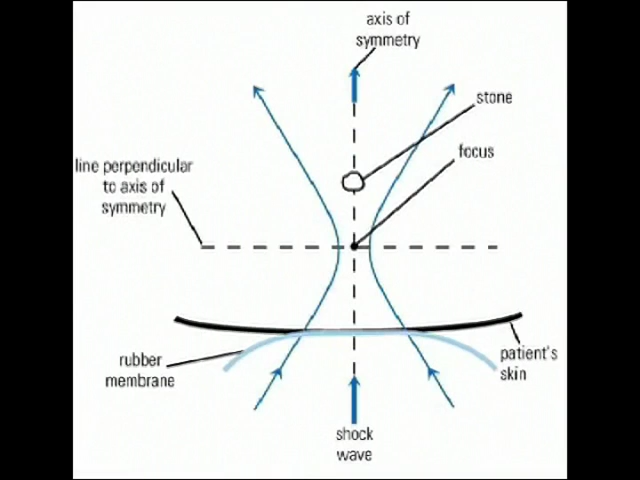 axis of
symmetry
stone
focus
line perpendicular
to axis of
symmetry
rubber
membrane
patient's
skin
shock
wave